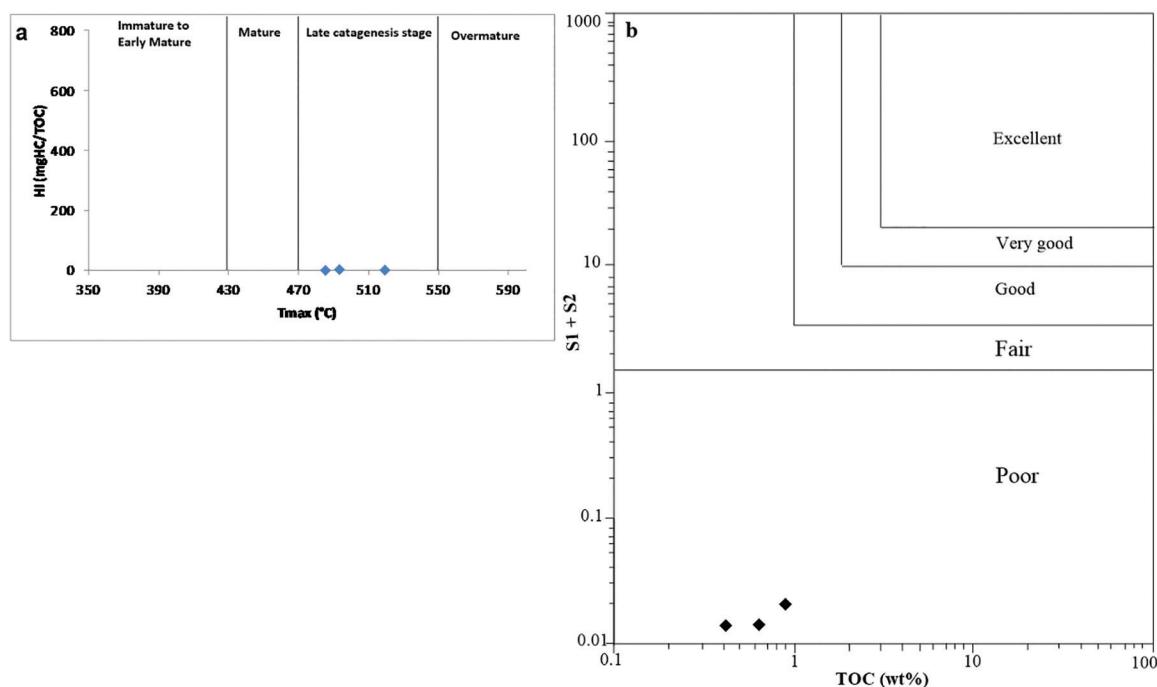 a
Immature to
Early Mature
Mature
Late catagenesis stage
Overmature
HI (mgHC/TOC)
800
600
400
200
0
350 390 430 470 510 550 590
Tmax (°C)
b
S1 + S2
1000
100
10
1
0.1
0.01
Excellent
Very good
Good
Fair
Poor
0.1 1 10 100
TOC (wt%)